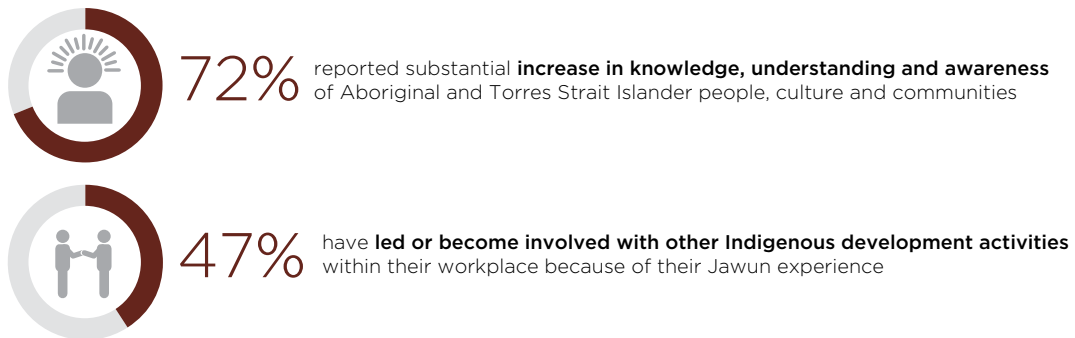 72%
reported substantial increase in knowledge, understanding and awareness
of Aboriginal and Torres Strait Islander people, culture and communities
47%
have led or become involved with other Indigenous development activities
within their workplace because of their Jawun experience